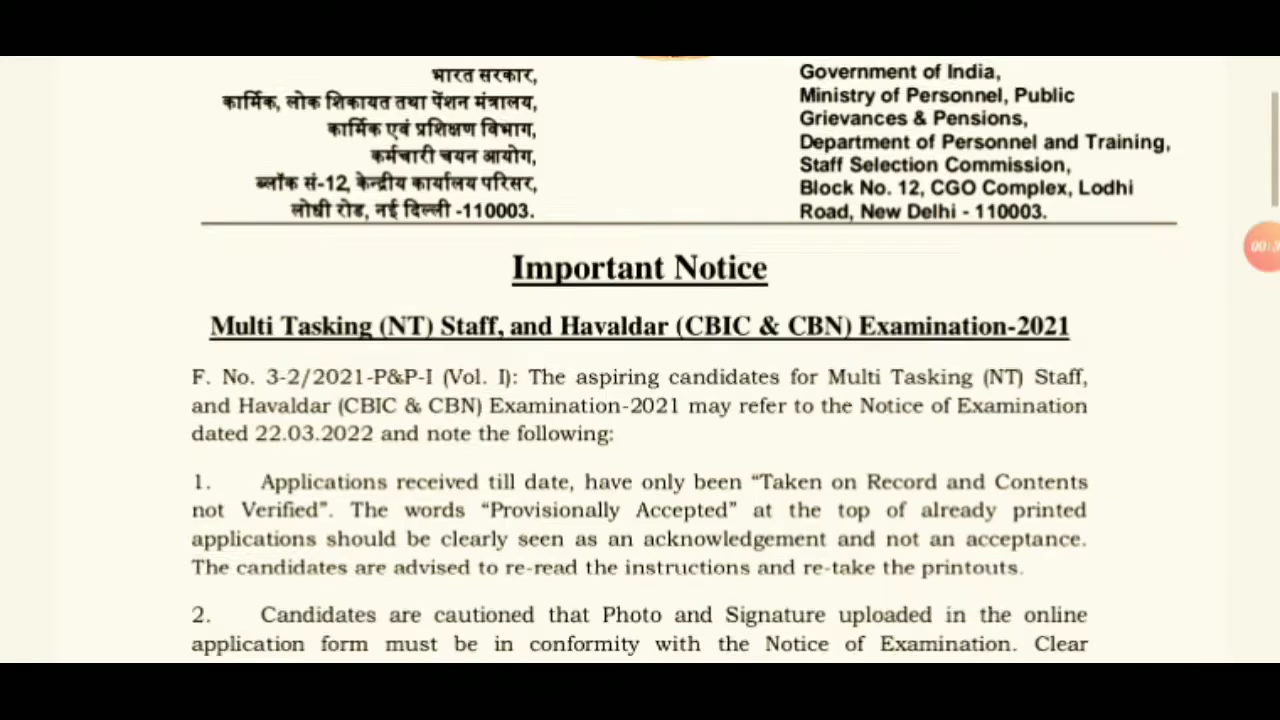 भारत सरकार,
कार्मिक, लोक शिकायत तथा पेंशन मंत्रालय,
कार्मिक एवं प्रशिक्षण विभाग,
कर्मचारी चयन आयोग,
ब्लॉक सं-12, केन्द्रीय कार्यालय परिसर,
लोधी रोड, नई दिल्ली -110003.
Government of India,
Ministry of Personnel, Public
Grievances & Pensions,
Department of Personnel and Training,
Staff Selection Commission,
Block No. 12, CGO Complex, Lodhi
Road, New Delhi - 110003.
Important Notice
Multi Tasking (NT) Staff, and Havaldar (CBIC & CBN) Examination-2021
F. No. 3-2/2021-P&P-I (Vol. I): The aspiring candidates for Multi Tasking (NT) Staff,
and Havaldar (CBIC & CBN) Examination-2021 may refer to the Notice of Examination
dated 22.03.2022 and note the following:
1. Applications received till date, have only been “Taken on Record and Contents
not Verified”. The words “Provisionally Accepted” at the top of already printed
applications should be clearly seen as an acknowledgement and not an acceptance.
The candidates are advised to re-read the instructions and re-take the printouts.
2. Candidates are cautioned that Photo and Signature uploaded in the online
application form must be in conformity with the Notice of Examination. Clear